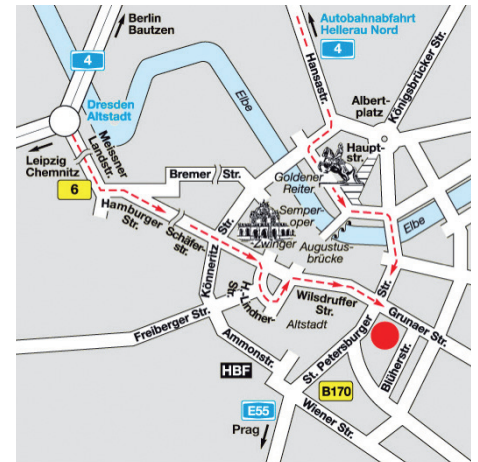 Berlin
Bautzen
Autobahnabfahrt
Hellerau Nord
4
4
Hansastr.
Königsbrücker Str.
Elbe
Albert-
platz
Dresden
Altstadt
Leipzig
Chemnitz
Meissner
Landstr.
6
Haupt-
str.
Bremer Str.
Goldener
Reiter
Hamburger
Str.
Schäfer-
str.
Semper-
oper
Zwinger
Augustus-
brücke
Elbe
Könneritz Str.
H.-Lindner-
Str.
Wilsdruffer
Str.
Altstadt
Grunaer Str.
St. Petersburger Str.
Freiberger Str.
Ammonstr.
Blüherstr.
HBF
B170
E55
Prag
Wiener Str.